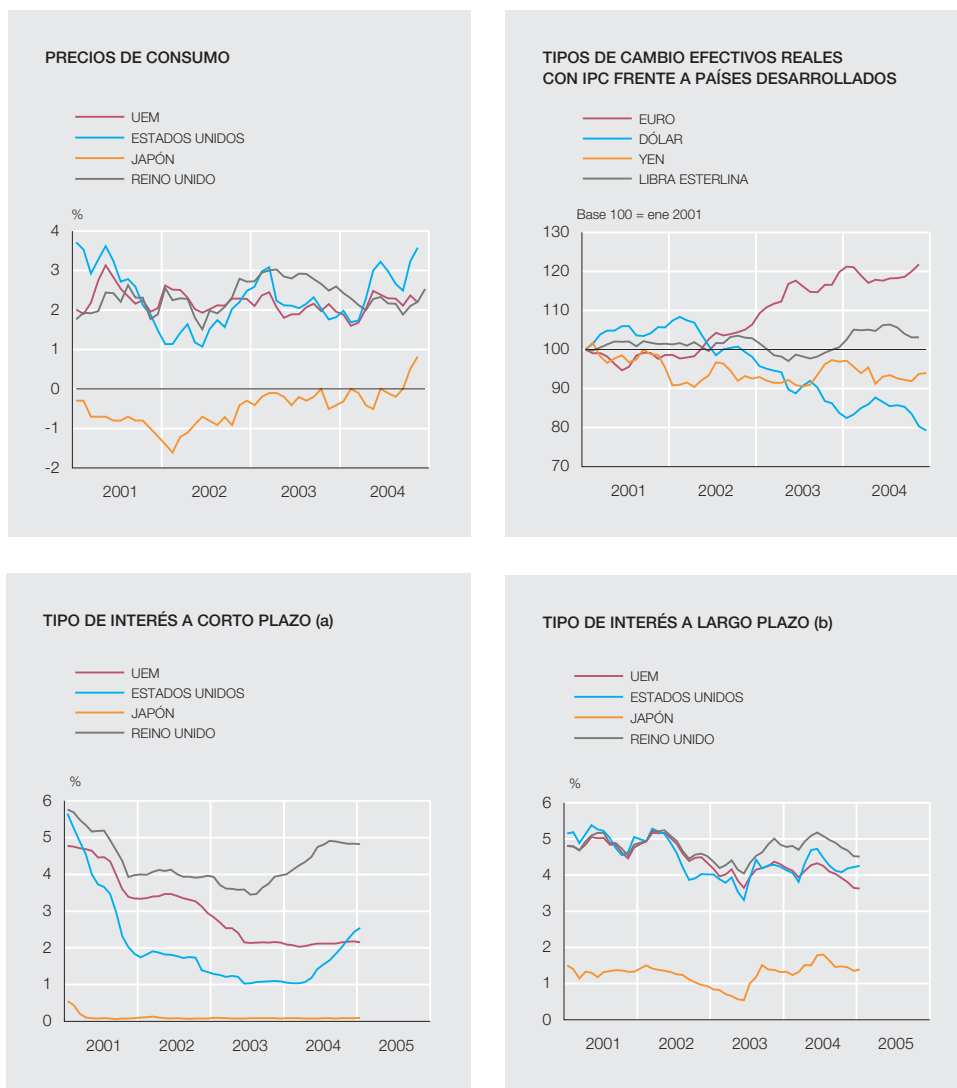 PRECIOS DE CONSUMO
UEM
ESTADOS UNIDOS
JAPÓN
REINO UNIDO
%
4
3
2
1
0
-1
-2
2001 2002 2003 2004
TIPOS DE CAMBIO EFECTIVOS REALES
CON IPC FRENTE A PAÍSES DESARROLLADOS
EURO
DÓLAR
YEN
LIBRA ESTERLINA
Base 100 = ene 2001
130
120
110
100
90
80
70
2001 2002 2003 2004
TIPO DE INTERÉS A CORTO PLAZO (a)
UEM
ESTADOS UNIDOS
JAPÓN
REINO UNIDO
%
6
5
4
3
2
1
0
2001 2002 2003 2004 2005
TIPO DE INTERÉS A LARGO PLAZO (b)
UEM
ESTADOS UNIDOS
JAPÓN
REINO UNIDO
%
6
5
4
3
2
1
0
2001 2002 2003 2004 2005